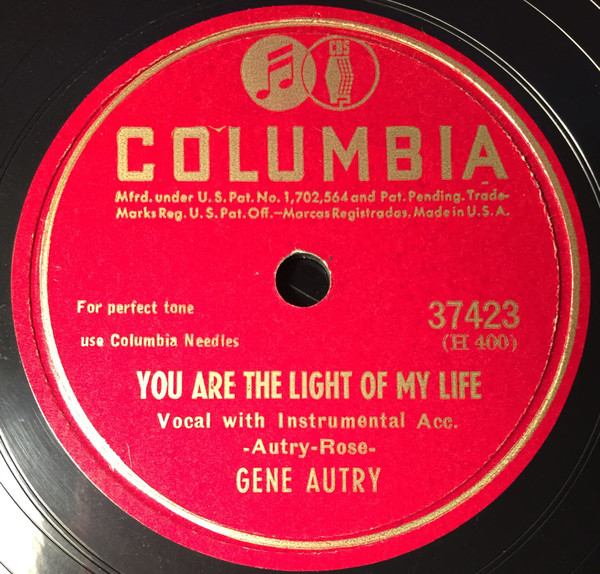 CBS
COLUMBIA
Mfrd. under U.S. Pat. No. 1,702,564 and Pat. Pending. Trade-
Marks Reg. U.S. Pat. Off.—Marcas Registradas. Made in U.S.A.
For perfect tone
use Columbia Needles
37423
(H 400)
YOU ARE THE LIGHT OF MY LIFE
Vocal with Instrumental Acc.
-Autry-Rose-
GENE AUTRY